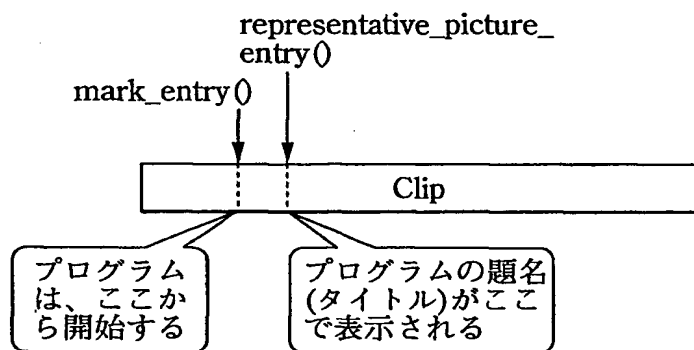 representative_picture_
entry()
mark_entry()
Clip
プログラム
は、ここか
ら開始する
プログラムの題名
(タイトル)がここ
で表示される